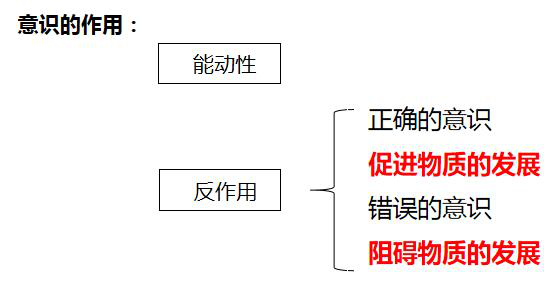 意识的作用：
能动性
反作用
正确的意识
促进物质的发展
错误的意识
阻碍物质的发展